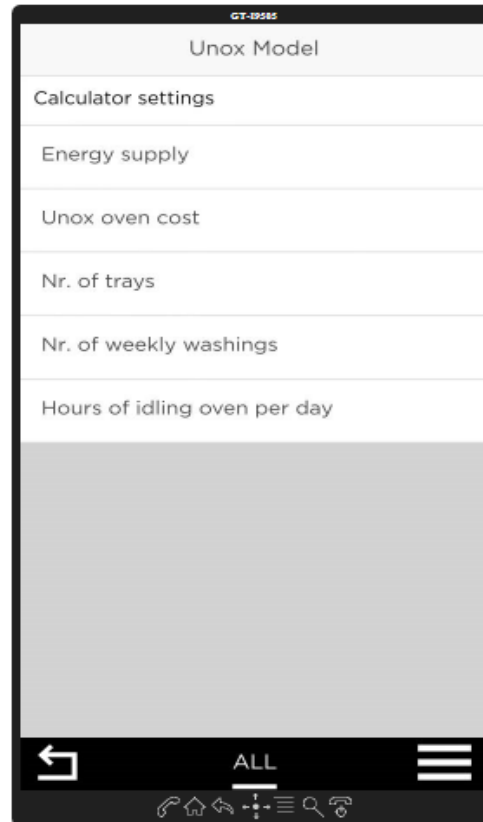 GT-I9505
Unox Model
Calculator settings
Energy supply
Unox oven cost
Nr. of trays
Nr. of weekly washings
Hours of idling oven per day
ALL